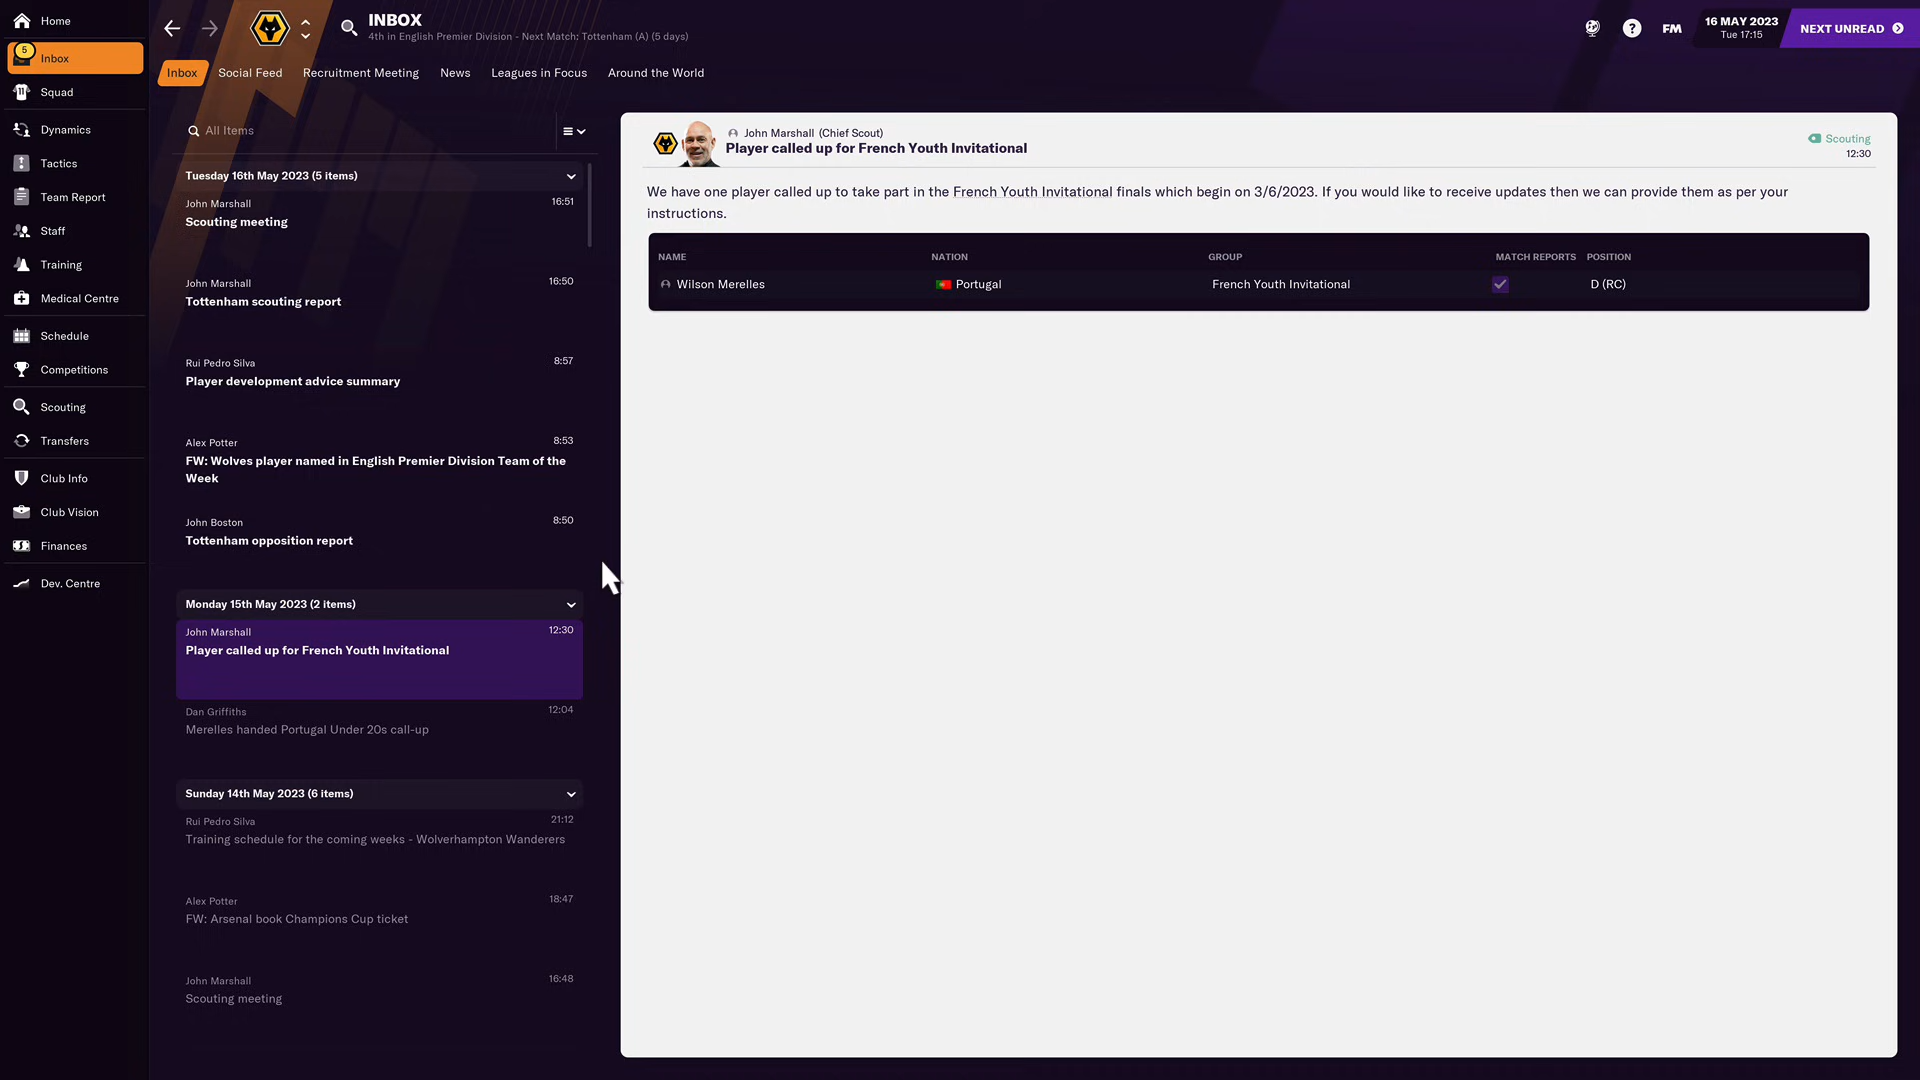 Home
5
Inbox
Squad
Dynamics
Tactics
Team Report
Staff
Training
Medical Centre
Schedule
Competitions
Scouting
Transfers
Club Info
Club Vision
Finances
Dev. Centre
INBOX
4th in English Premier Division - Next Match: Tottenham (A) (5 days)
?
FM
16 MAY 2023
Tue 17:15
NEXT UNREAD
Inbox Social Feed Recruitment Meeting News Leagues in Focus Around the World
All Items
Tuesday 16th May 2023 (5 items)
John Marshall 16:51
Scouting meeting
John Marshall 16:50
Tottenham scouting report
Rui Pedro Silva 8:57
Player development advice summary
Alex Potter 8:53
FW: Wolves player named in English Premier Division Team of the
Week
John Boston 8:50
Tottenham opposition report
Monday 15th May 2023 (2 items)
John Marshall 12:30
Player called up for French Youth Invitational
Dan Griffiths 12:04
Merelles handed Portugal Under 20s call-up
Sunday 14th May 2023 (6 items)
Rui Pedro Silva 21:12
Training schedule for the coming weeks - Wolverhampton Wanderers
Alex Potter 18:47
FW: Arsenal book Champions Cup ticket
John Marshall 16:48
Scouting meeting
John Marshall (Chief Scout)
Player called up for French Youth Invitational
Scouting
12:30
We have one player called up to take part in the French Youth Invitational finals which begin on 3/6/2023. If you would like to receive updates then we can provide them as per your
instructions.
NAME NATION GROUP MATCH REPORTS POSITION
Wilson Merelles Portugal French Youth Invitational D (RC)